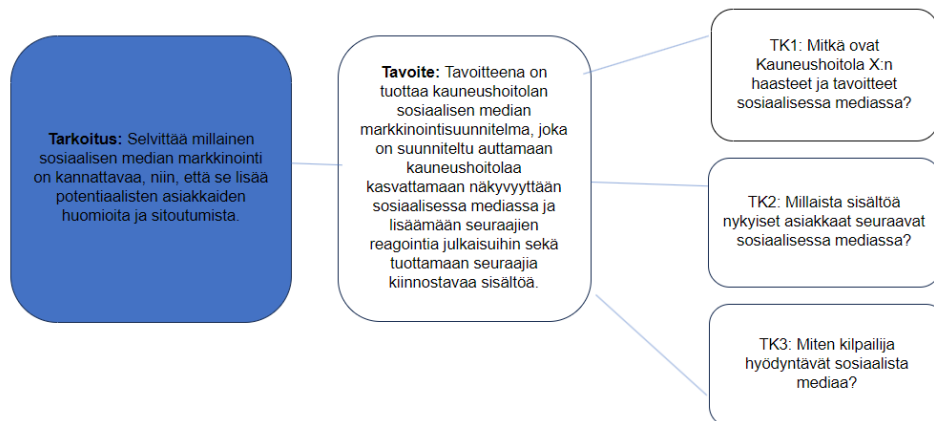 Tarkoitus: Selvittää millainen
sosiaalisen median markkinointi
on kannattavaa, niin, että se lisää
potentiaalisten asiakkaiden
huomioita ja sitoutumista.
Tavoite: Tavoitteena on
tuottaa kauneushoitolan
sosiaalisen median
markkinointisuunnitelma, joka
on suunniteltu auttamaan
kauneushoitolaa
kasvattamaan näkyvyyttään
sosiaalisessa mediassa ja
lisäämään seuraajien
reagointia julkaisuihin sekä
tuottamaan seuraajia
kiinnostavaa sisältöä.
TK1: Mitkä ovat
Kauneushoitola X:n
haasteet ja tavoitteet
sosiaalisessa mediassa?
TK2: Millaista sisältöä
nykyiset asiakkaat seuraavat
sosiaalisessa mediassa?
TK3: Miten kilpailija
hyödyntävät sosiaalista
mediaa?